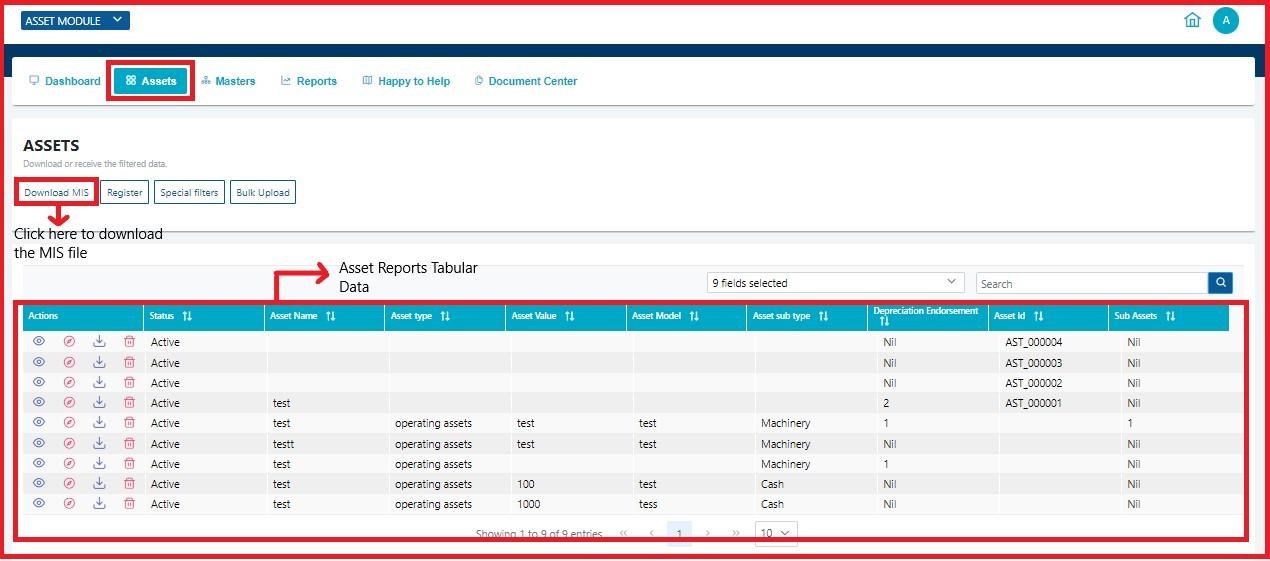 ASSET MODULE
A
Dashboard Assets Masters Reports Happy to Help Document Center
ASSETS
Download or receive the filtered data.
Download MIS Register Special filters Bulk Upload
Click here to download
the MIS file
Asset Reports Tabular
Data
9 fields selected Search
Actions Status Asset Name Asset type Asset Value Asset Model Asset sub type Depreciation Endorsement Asset Id Sub Assets
Active Nil AST_000004 Nil
Active Nil AST_000003 Nil
Active Nil AST_000002 Nil
Active test 2 AST_000001 Nil
Active test operating assets test test Machinery 1 1
Active testt operating assets test test Machinery Nil Nil
Active test operating assets Machinery 1 Nil
Active test operating assets 100 test Cash Nil Nil
Active test operating assets 1000 tess Cash Nil Nil
Showing 1 to 9 of 9 entries « ‹ 1 › » 10